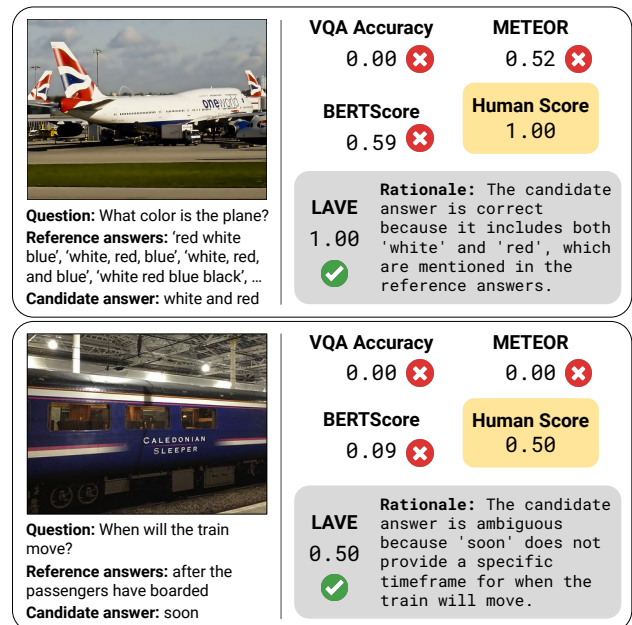 oneworld
Question: What color is the plane?
Reference answers: ‘red white
blue’, ‘white, red, blue’, ‘white, red,
and blue’, ‘white red blue black’, …
Candidate answer: white and red
VQA Accuracy
0.00
METEOR
0.52
BERTScore
0.59
Human Score
1.00
LAVE
1.00
Rationale: The candidate
answer is correct
because it includes both
'white' and 'red', which
are mentioned in the
reference answers.
CALEDONIAN
SLEEPER
Question: When will the train
move?
Reference answers: after the
passengers have boarded
Candidate answer: soon
VQA Accuracy
0.00
METEOR
0.00
BERTScore
0.09
Human Score
0.50
LAVE
0.50
Rationale: The candidate
answer is ambiguous
because 'soon' does not
provide a specific
timeframe for when the
train will move.